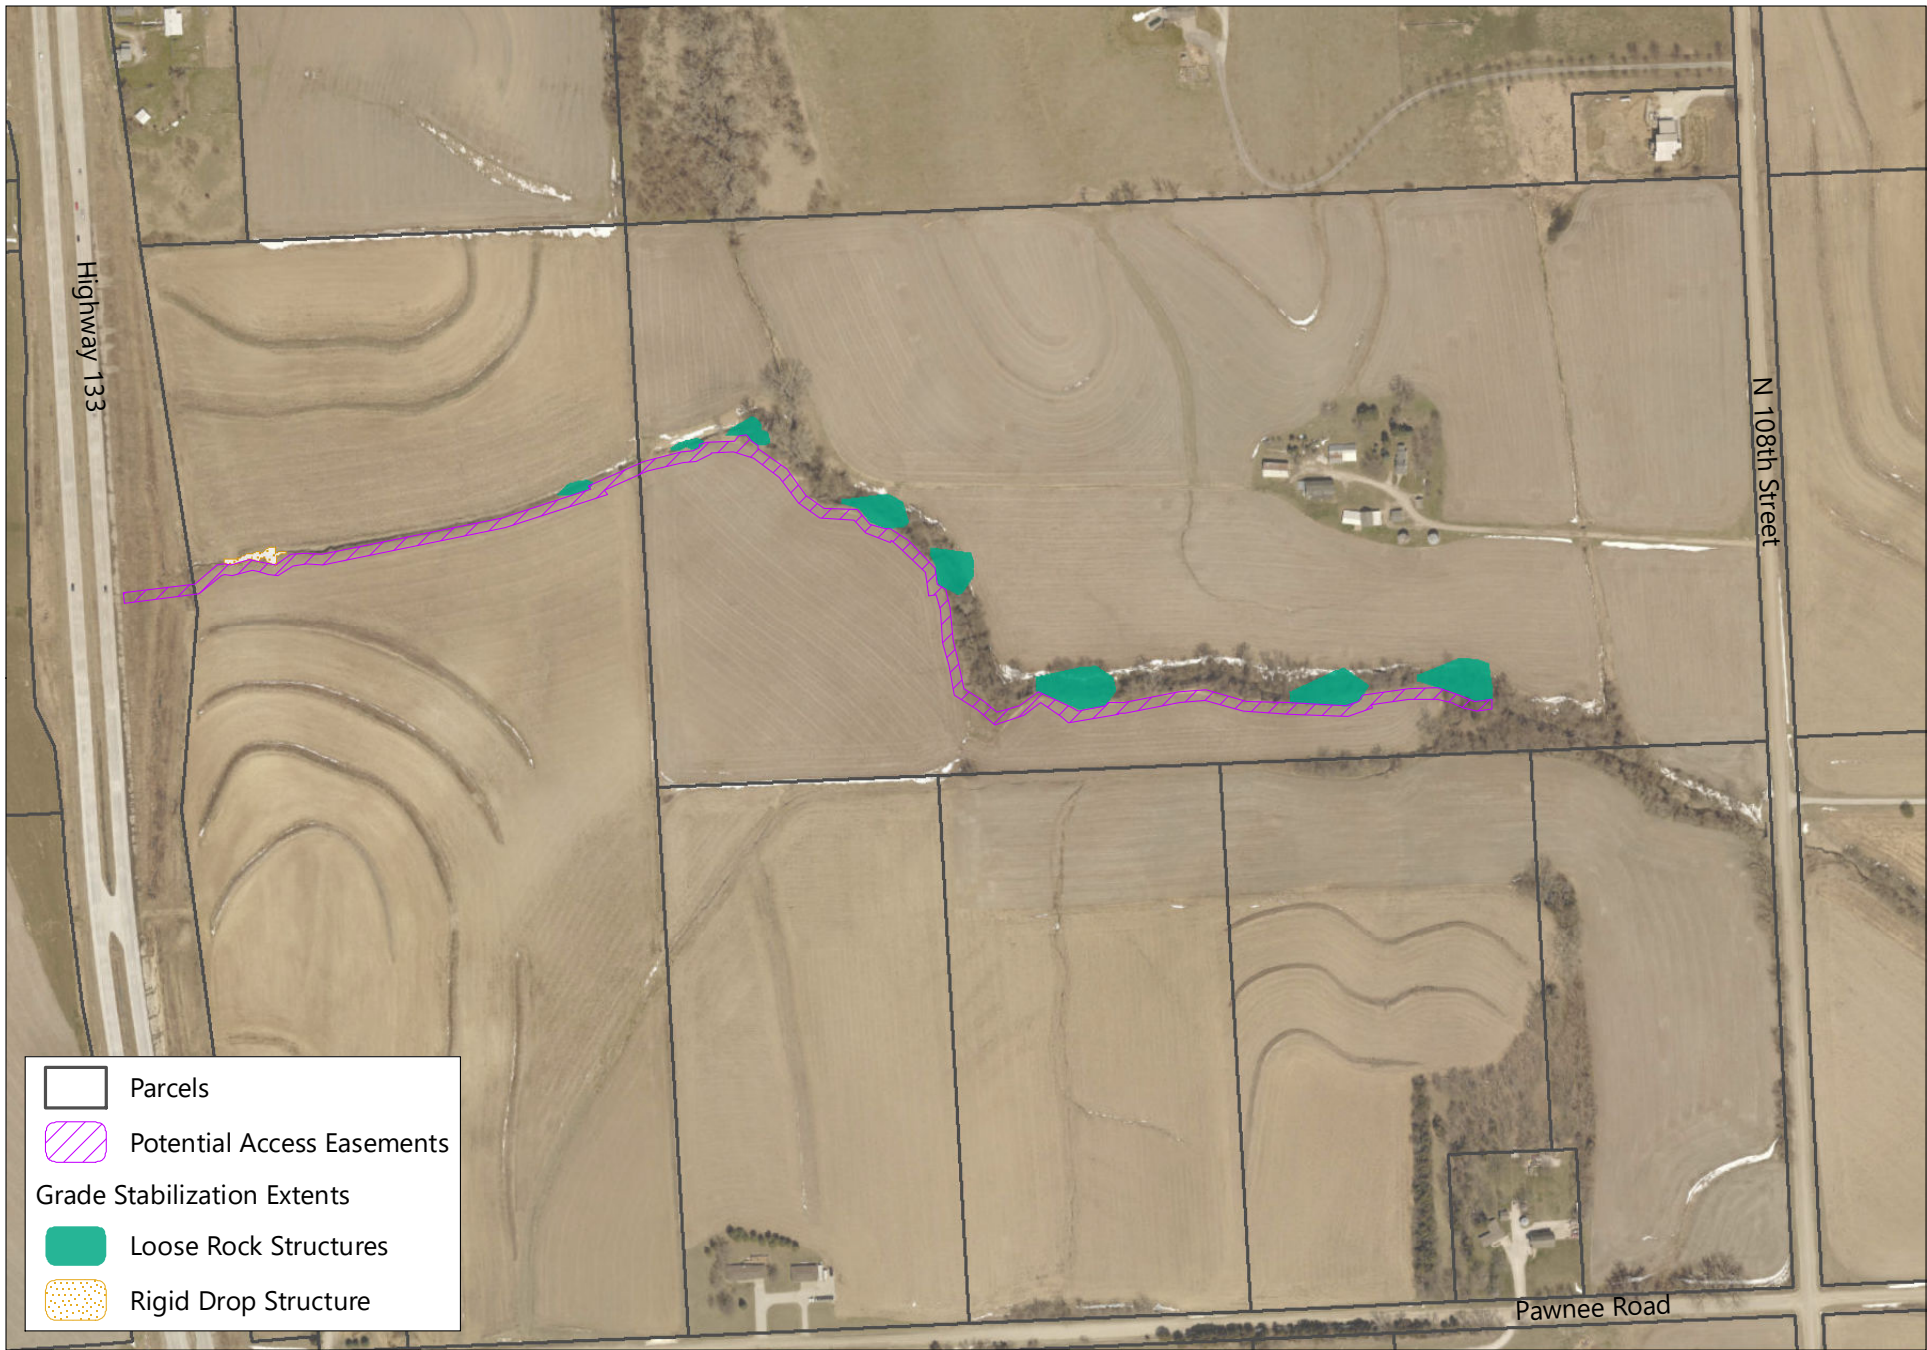 Highway 133
N 108th Street
Parcels
Potential Access Easements
Grade Stabilization Extents
Loose Rock Structures
Rigid Drop Structure
Pawnee Road